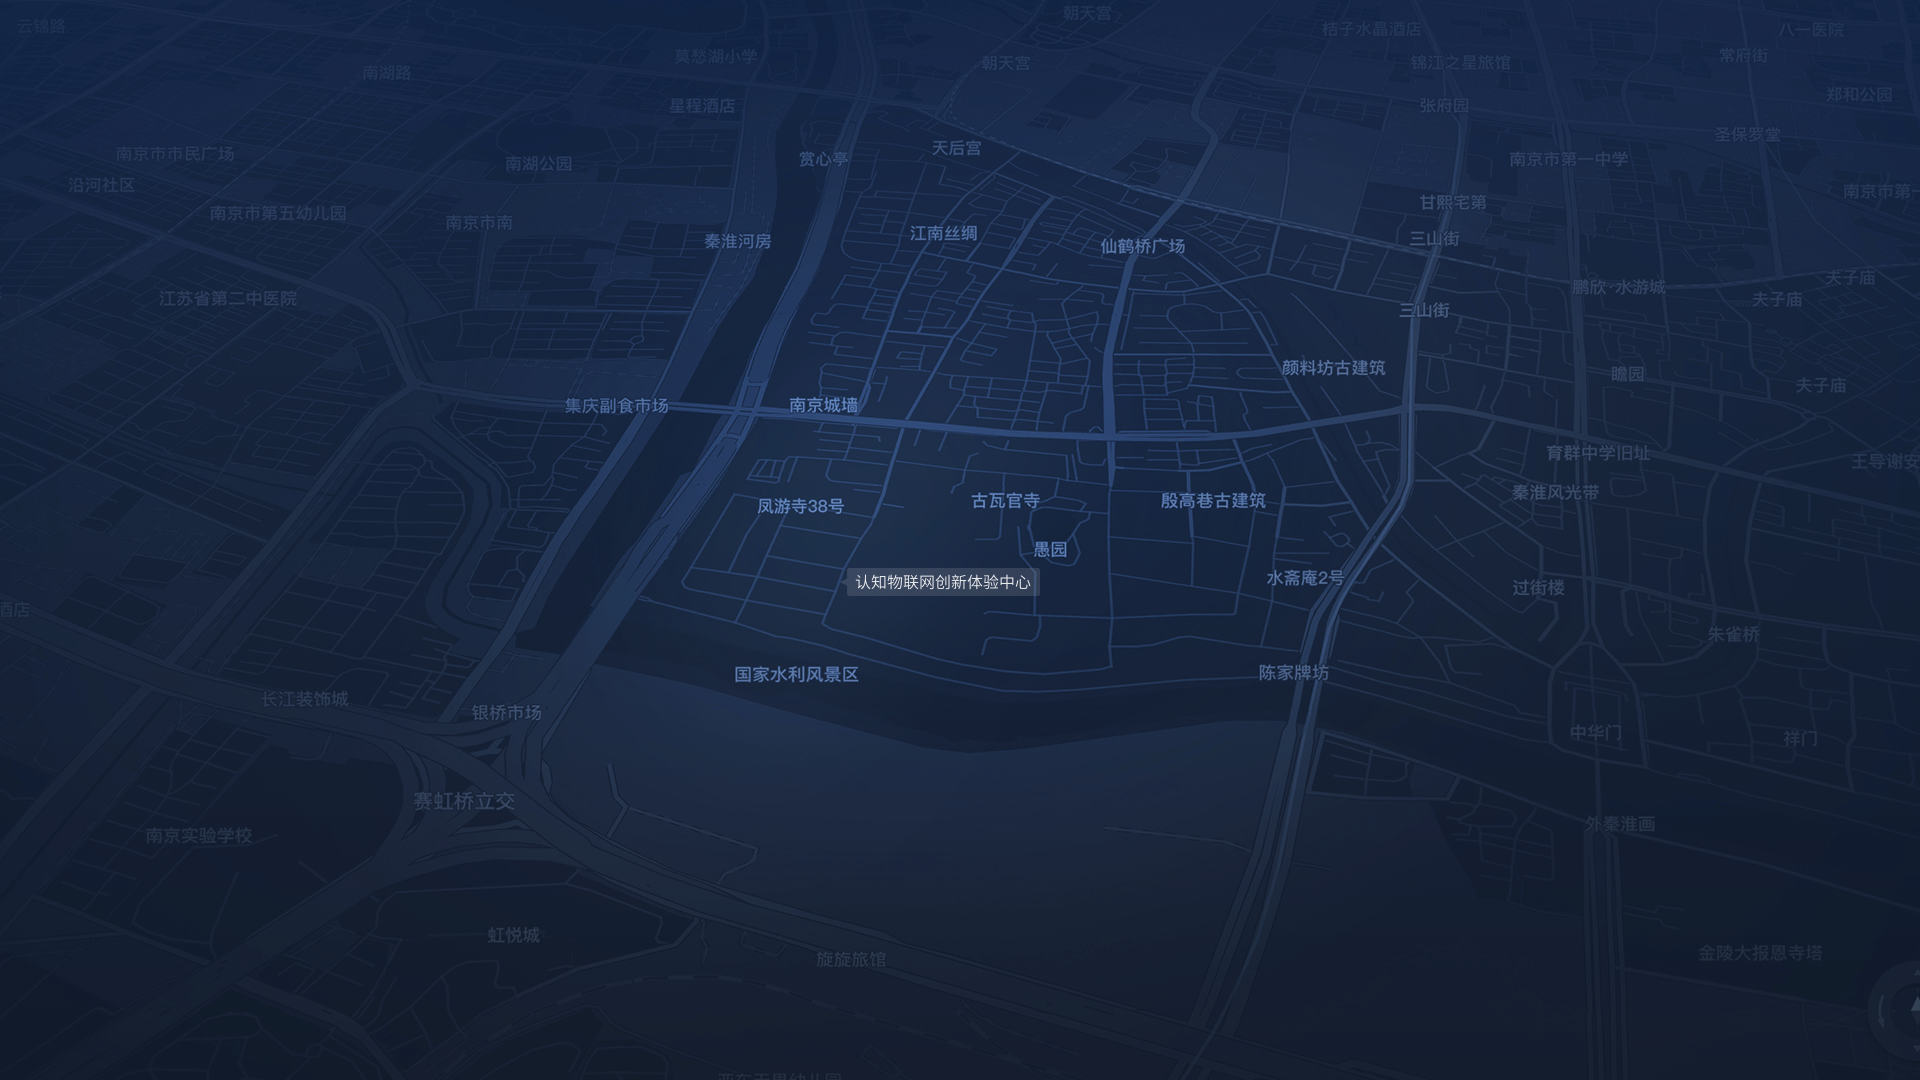 朝天宫
云锦路
桔子水晶酒店
八一医院
莫愁湖小学
常府街
朝天宫
锦江之星旅馆
南湖路
郑和公园
星程酒店
张府园
圣保罗堂
天后宫
南京市市民广场
赏心亭
南京市第一中学
南湖公园
沿河社区
南京市第一
甘熙宅第
南京市第五幼儿园
南京市南
江南丝绸
三山街
秦淮河房
仙鹤桥广场
夫子庙
鹏欣·水游城
江苏省第二中医院
夫子庙
三山街
颜料坊古建筑
瞻园
夫子庙
集庆副食市场
南京城墙
育群中学旧址
王导谢安
秦淮风光带
古瓦官寺
殷高巷古建筑
凤游寺38号
愚园
水斋庵2号
认知物联网创新体验中心
过街楼
酒店
朱雀桥
陈家牌坊
国家水利风景区
长江装饰城
银桥市场
中华门
祥门
赛虹桥立交
外秦淮画
南京实验学校
虹悦城
金陵大报恩寺塔
旋旋旅馆